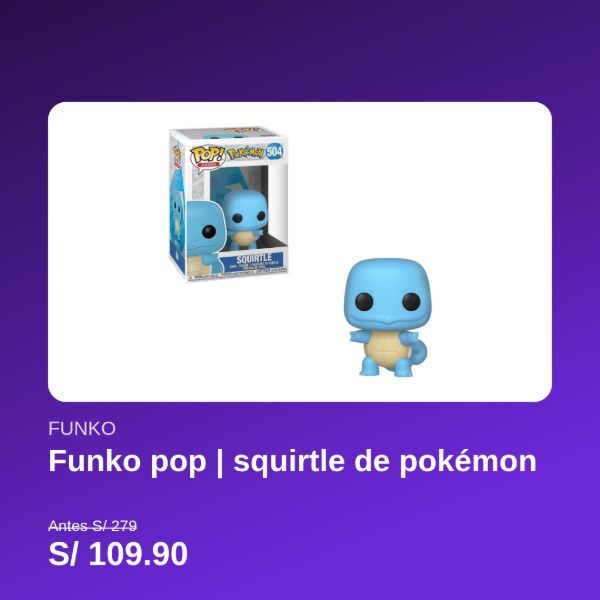 POP!
POKéMON
504
SQUIRTLE
FUNKO
Funko pop | squirtle de pokémon
Antes S/ 279
S/ 109.90